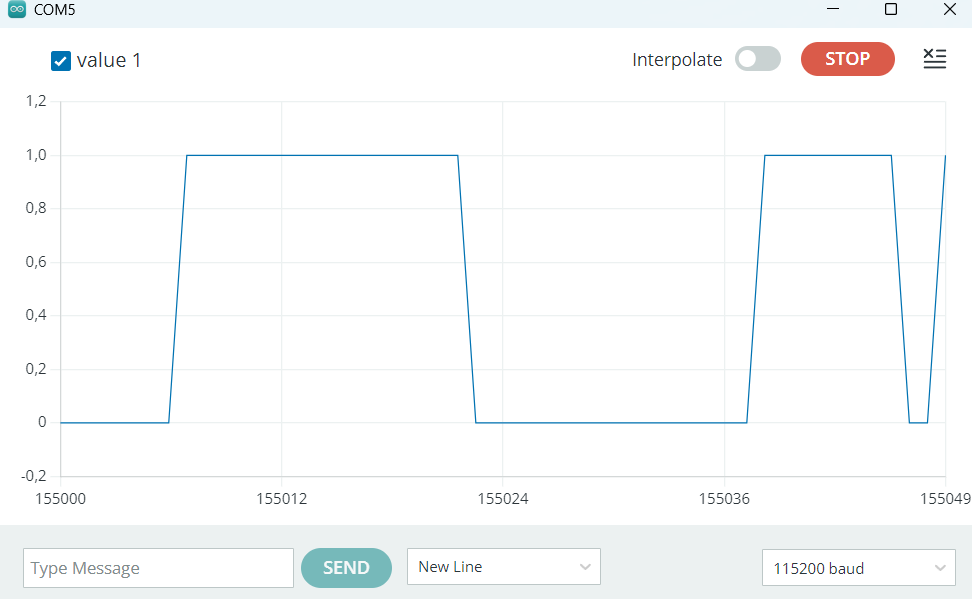 COM5
value 1
Interpolate
STOP
1,2
1,0
0,8
0,6
0,4
0,2
0
-0,2
155000 155012 155024 155036 155049
Type Message
SEND
New Line
115200 baud